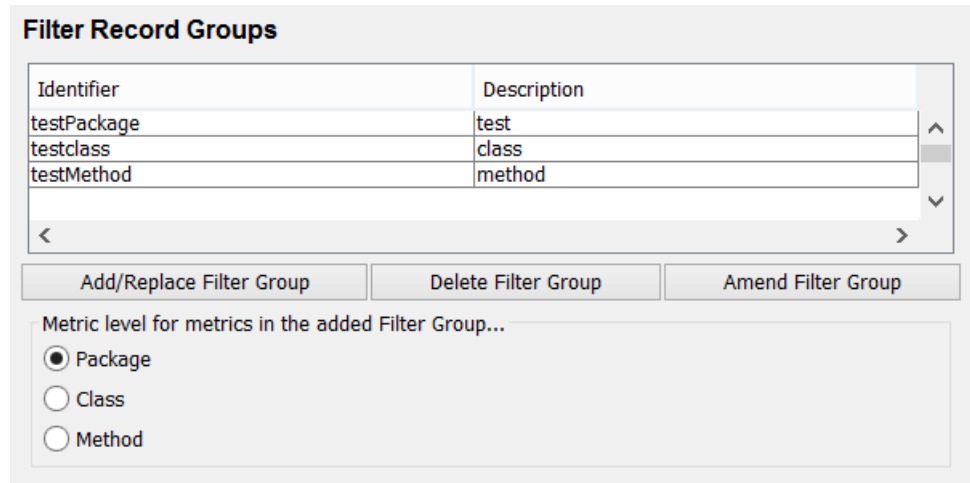 Filter Record Groups
Identifier Description
testPackage test
testclass class
testMethod method
Add/Replace Filter Group Delete Filter Group Amend Filter Group
Metric level for metrics in the added Filter Group...
Package
Class
Method